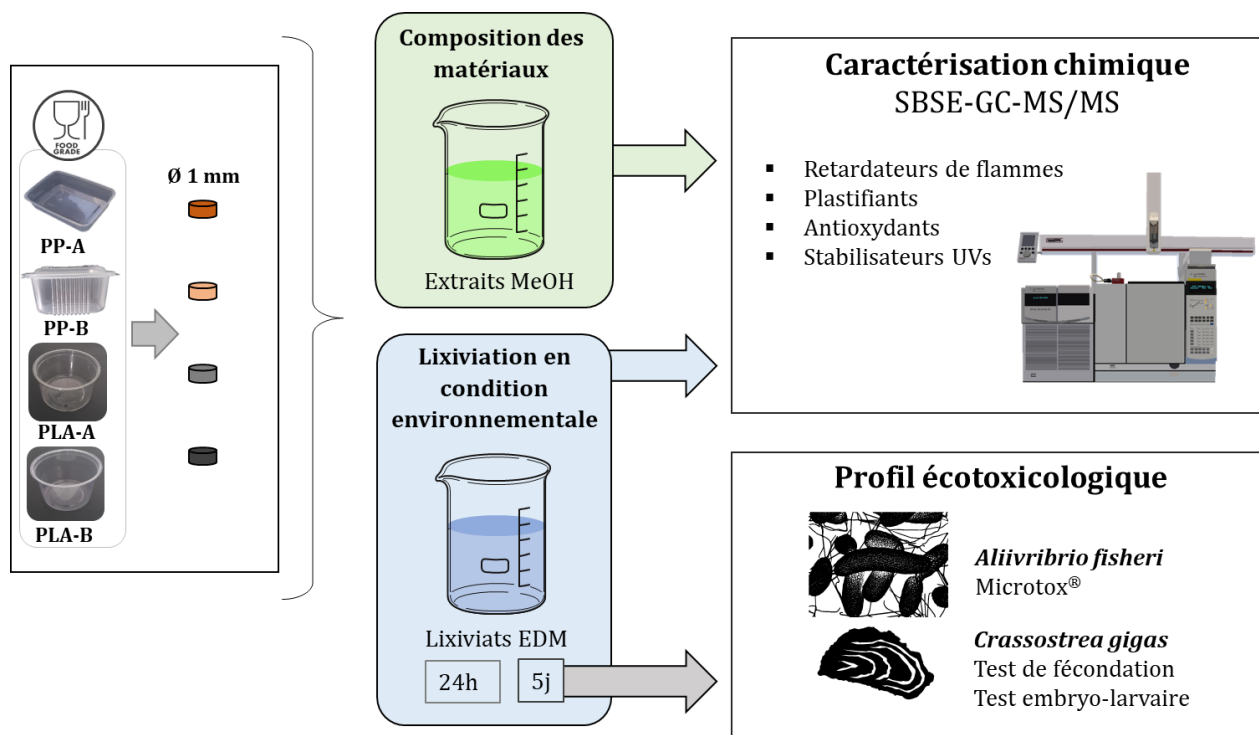 FOOD
GRADE
PP-A
PP-B
PLA-A
PLA-B
Ø 1 mm
Composition des
matériaux
Extraits MeOH
Lixiviation en
condition
environnementale
Lixiviats EDM
24h
5j
Caractérisation chimique
SBSE-GC-MS/MS
▪ Retardateurs de flammes
▪ Plastifiants
▪ Antioxydants
▪ Stabilisateurs UVs
Profil écotoxicologique
Aliivribrio fisheri
Microtox®
Crassostrea gigas
Test de fécondation
Test embryo-larvaire